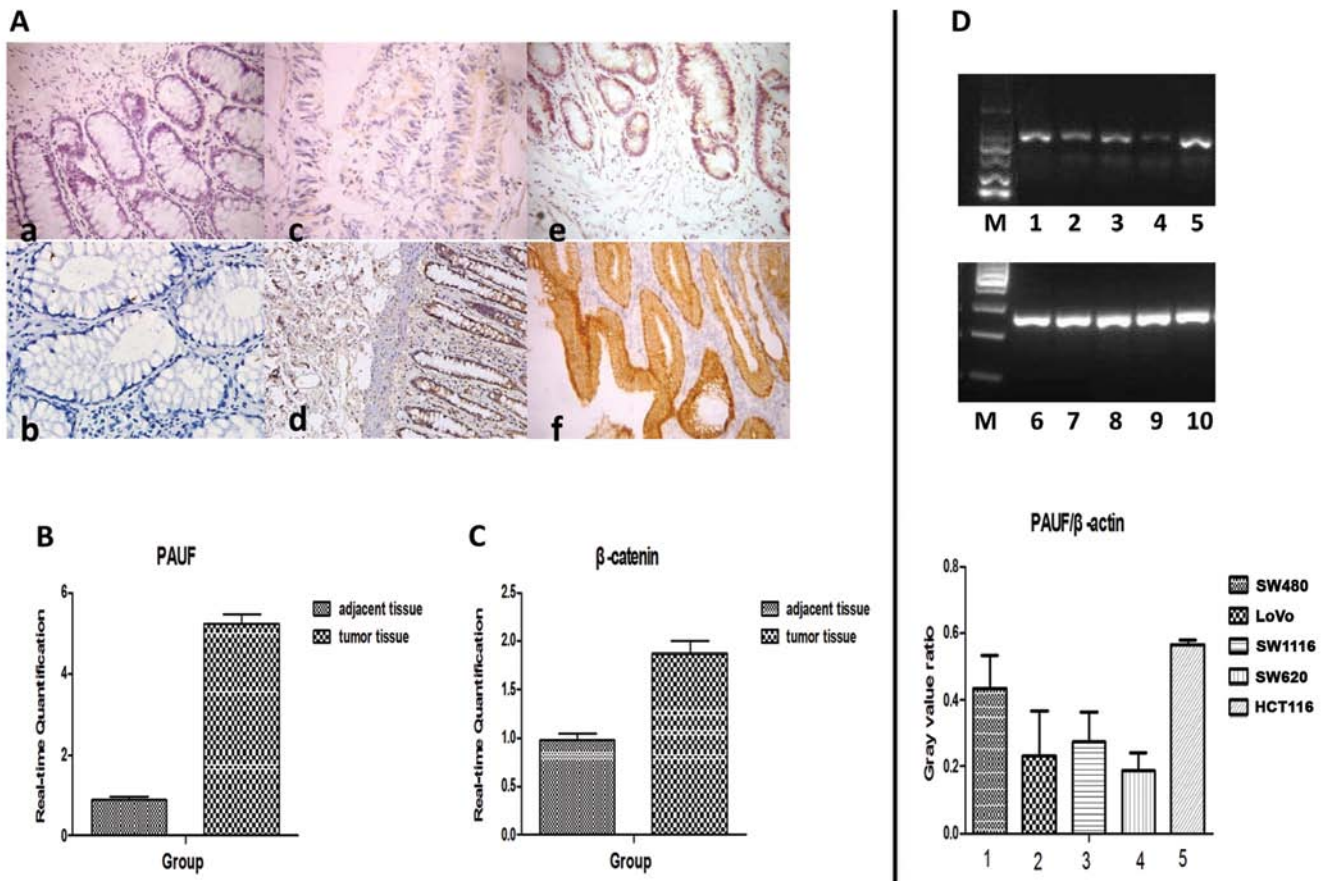 A
a
c
e
b
d
f
B
PAUF
Real-time Quantification
6
4
2
0
Group
adjacent tissue
tumor tissue
C
β-catenin
Real-time Quantification
2.5
2.0
1.5
1.0
0.5
0.0
Group
adjacent tissue
tumor tissue
D
M 1 2 3 4 5
M 6 7 8 9 10
PAUF/β-actin
Gray value ratio
0.8
0.6
0.4
0.2
0.0
1 2 3 4 5
SW480
LoVo
SW1116
SW620
HCT116